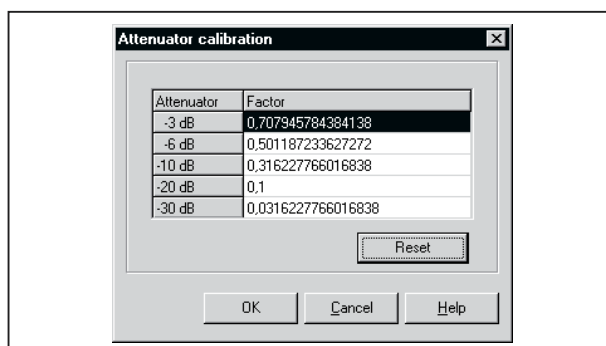 Attenuator calibration
Attenuator Factor
-3 dB 0,707945784384138
-6 dB 0,501187233627272
-10 dB 0,316227766016838
-20 dB 0,1
-30 dB 0,0316227766016838
Reset
OK Cancel Help